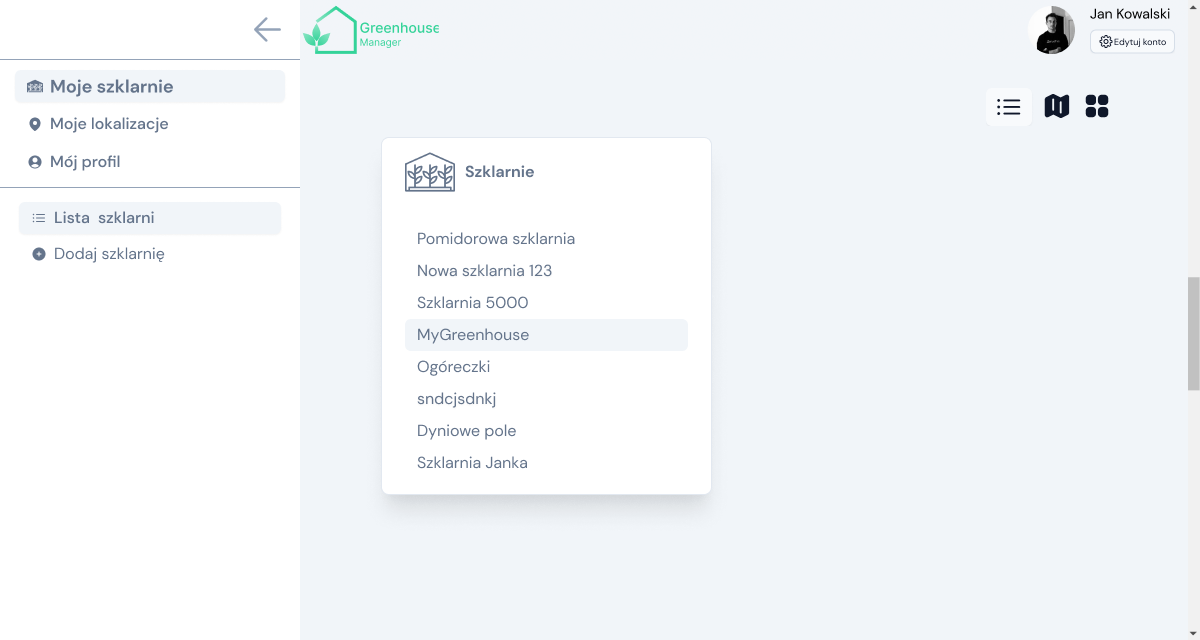 Greenhouse
Manager
Jan Kowalski
Edytuj konto
Moje szklarnie
Moje lokalizacje
Mój profil
Lista szklarni
Dodaj szklarnię
Szklarnie
Pomidorowa szklarnia
Nowa szklarnia 123
Szklarnia 5000
MyGreenhouse
Ogóreczki
sndcjsdnkj
Dyniowe pole
Szklarnia Janka